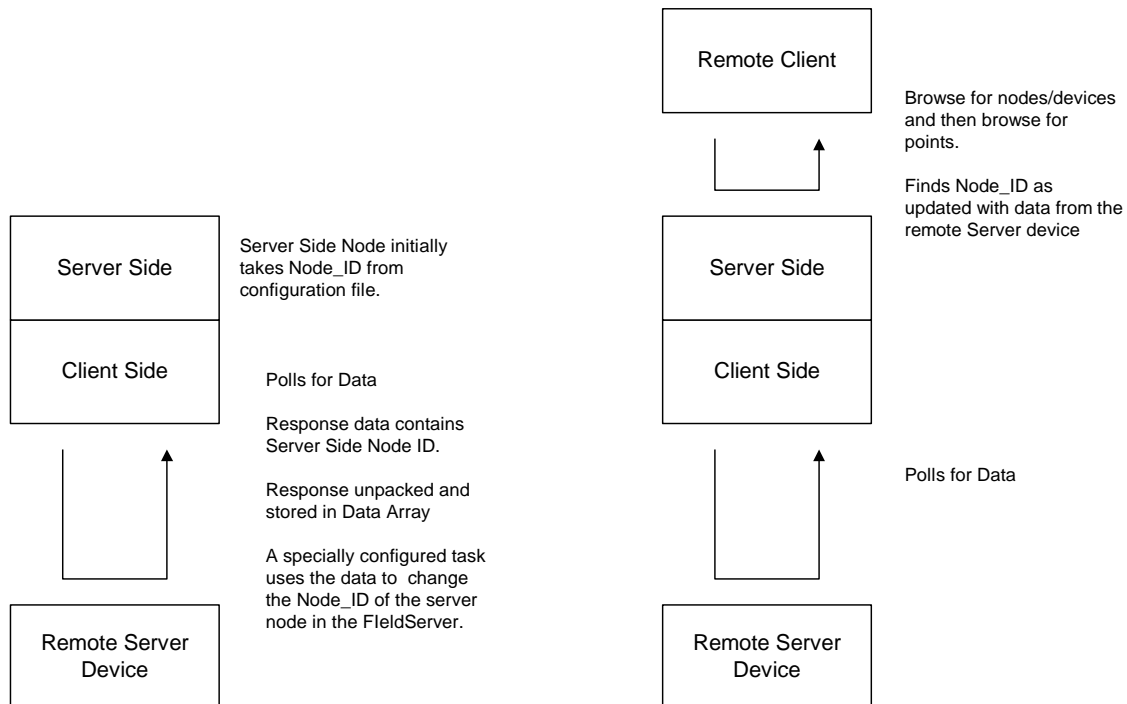 Server Side
Client Side
Remote Server
Device
Server Side Node initially
takes Node_ID from
configuration file.
Polls for Data
Response data contains
Server Side Node ID.
Response unpacked and
stored in Data Array
A specially configured task
uses the data to  change
the Node_ID of the server
node in the FIeldServer.
Remote Client
Server Side
Client Side
Remote Server
Device
Browse for nodes/devices
and then browse for
points.
Finds Node_ID as
updated with data from the
remote Server device
Polls for Data